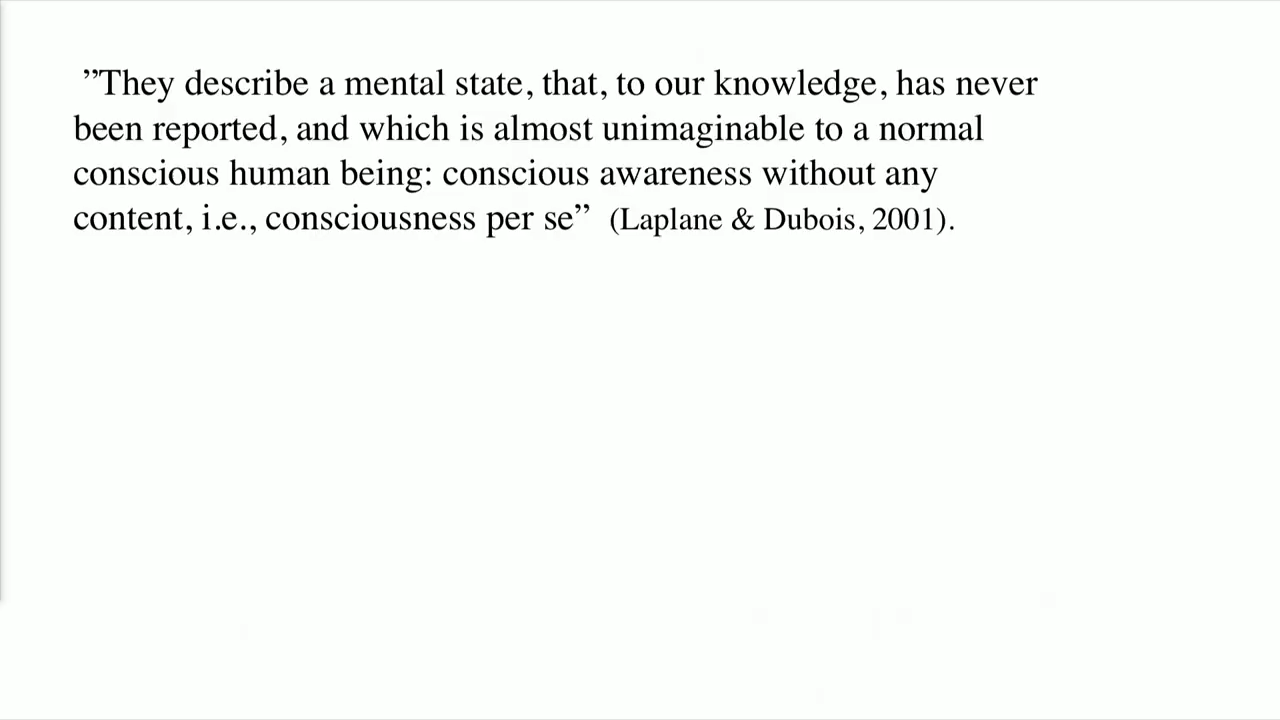 ”They describe a mental state, that, to our knowledge, has never
been reported, and which is almost unimaginable to a normal
conscious human being: conscious awareness without any
content, i.e., consciousness per se” (Laplane & Dubois, 2001).